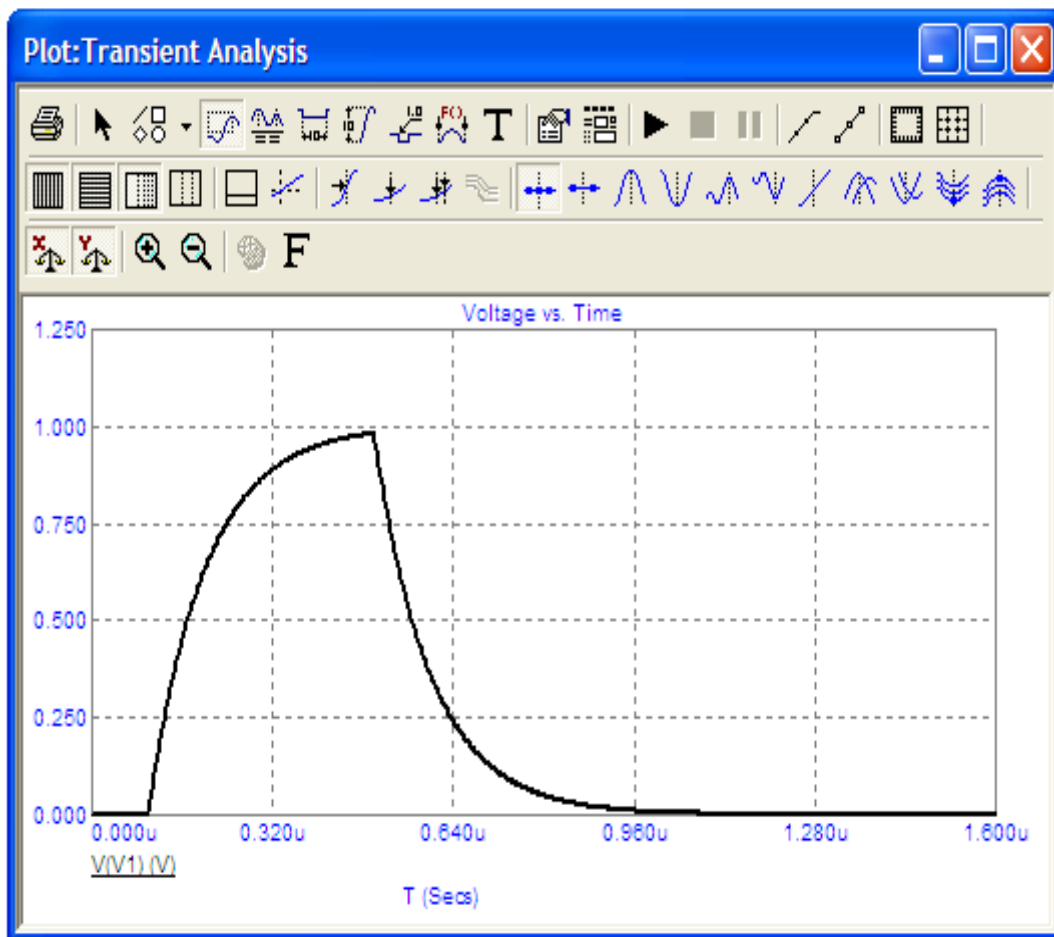 Plot:Transient Analysis
F()
T
X
Y
F
Voltage vs. Time
1.250
1.000
0.750
0.500
0.250
0.000
0.000u 0.320u 0.640u 0.960u 1.280u 1.600u
V(V1) (V)
T (Secs)